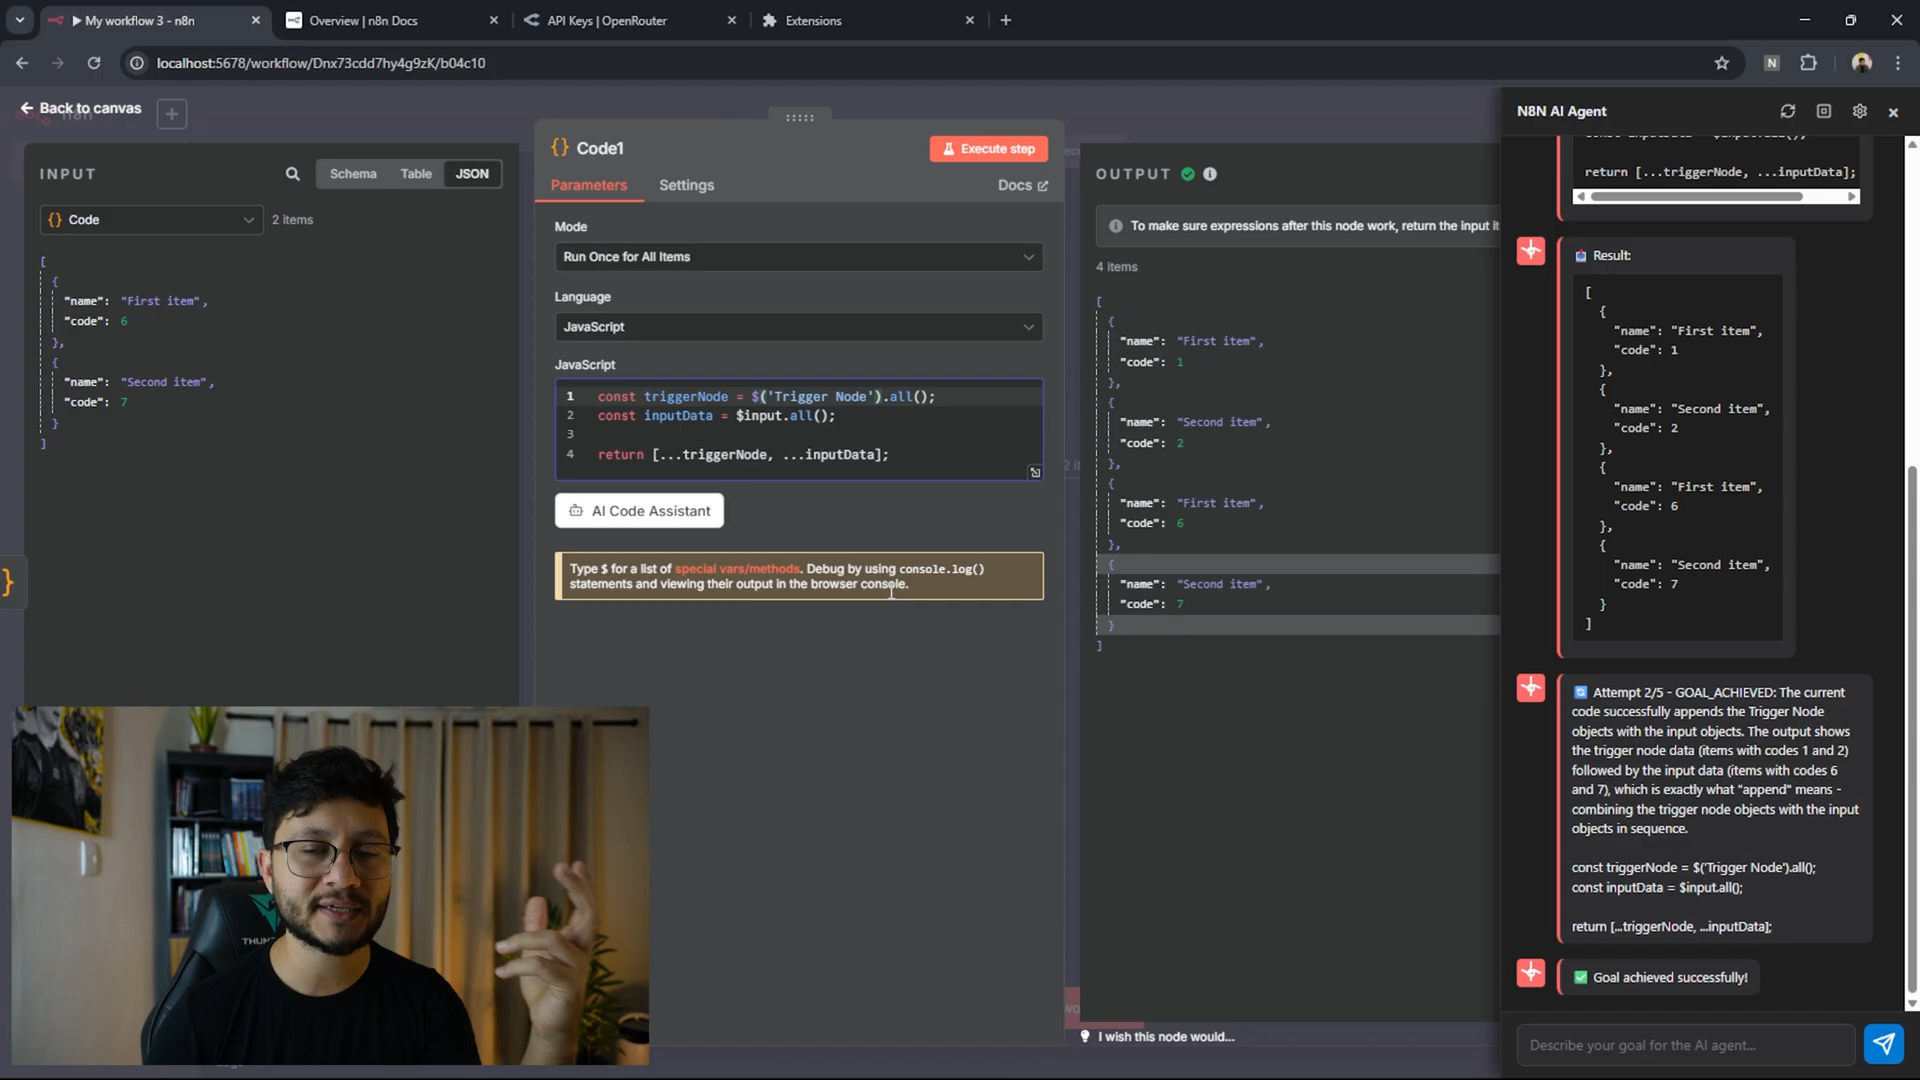 My workflow 3 - n8n
Overview | n8n Docs
API Keys | OpenRouter
Extensions
localhost:5678/workflow/Dnx73cdd7hy4g9zK/b04c10
N
Back to canvas
INPUT
Schema
Table
JSON
{} Code
2 items
[
{
"name": "First item",
"code": 6
},
{
"name": "Second item",
"code": 7
}
]
{} Code1
Execute step
Parameters
Settings
Docs
Mode
Run Once for All Items
Language
JavaScript
JavaScript
1 const triggerNode = $('Trigger Node').all();
2 const inputData = $input.all();
3
4 return [...triggerNode, ...inputData];
AI Code Assistant
Type $ for a list of special vars/methods. Debug by using console.log()
statements and viewing their output in the browser console.
OUTPUT
To make sure expressions after this node work, return the input it
4 items
[
{
"name": "First item",
"code": 1
},
{
"name": "Second item",
"code": 2
},
{
"name": "First item",
"code": 6
},
{
"name": "Second item",
"code": 7
}
]
I wish this node would...
THUN
N8N AI Agent
return [...triggerNode, ...inputData];
Result:
[
{
"name": "First item",
"code": 1
},
{
"name": "Second item",
"code": 2
},
{
"name": "First item",
"code": 6
},
{
"name": "Second item",
"code": 7
}
]
Attempt 2/5 - GOAL_ACHIEVED: The current
code successfully appends the Trigger Node
objects with the input objects. The output shows
the trigger node data (items with codes 1 and 2)
followed by the input data (items with codes 6
and 7), which is exactly what "append" means -
combining the trigger node objects with the input
objects in sequence.
const triggerNode = $('Trigger Node').all();
const inputData = $input.all();
return [...triggerNode, ...inputData];
Goal achieved successfully!
Describe your goal for the AI agent...